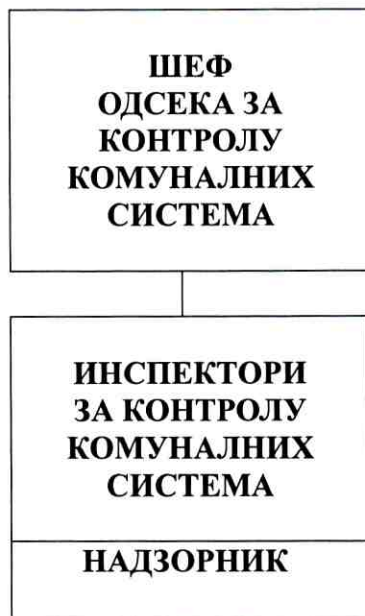 ШЕФ
ОДСЕКА ЗА
КОНТРОЛУ
КОМУНАЛНИХ
СИСТЕМА
ИНСПЕКТОРИ
ЗА КОНТРОЛУ
КОМУНАЛНИХ
СИСТЕМА
НАДЗОРНИК